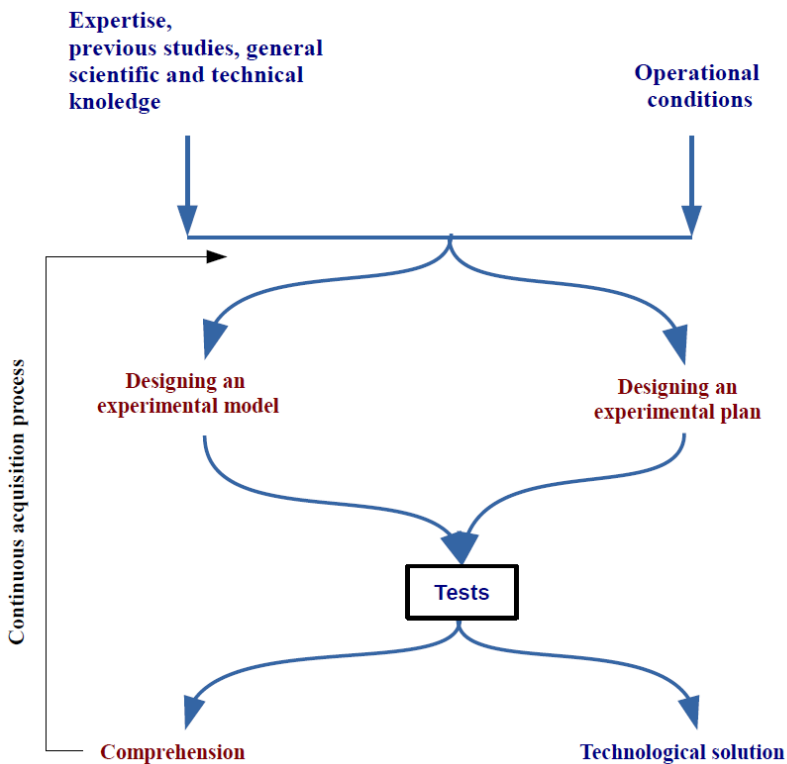 Expertise,
previous studies, general
scientific and technical
knoledge
Operational
conditions
Continuous acquisition process
Designing an
experimental model
Designing an
experimental plan
Tests
Comprehension
Technological solution